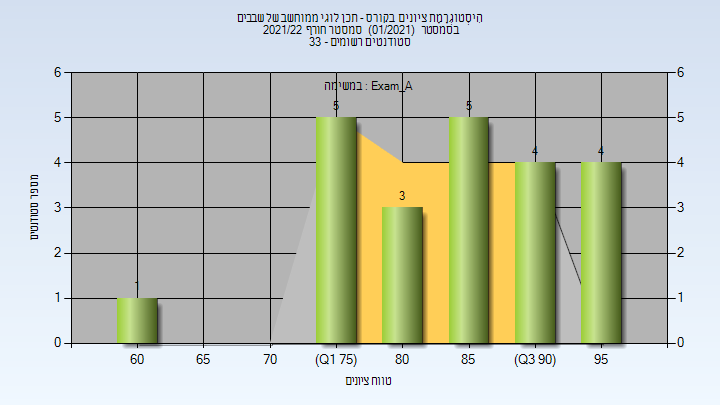 היסטוגרמת ציונים בקורס - תכן לוגי ממוחשב של שבבים
בסמסטר (01/2021) סמסטר חורף 2021/22
סטודנטים רשומים - 33
במשימה : Exam_A
6 6
5 5
4 4
3 3
2 2
1 1
0 0
1 5 3 5 4 4
מספר סטודנטים
60 65 70 (Q1 75) 80 85 (Q3 90) 95
טווח ציונים